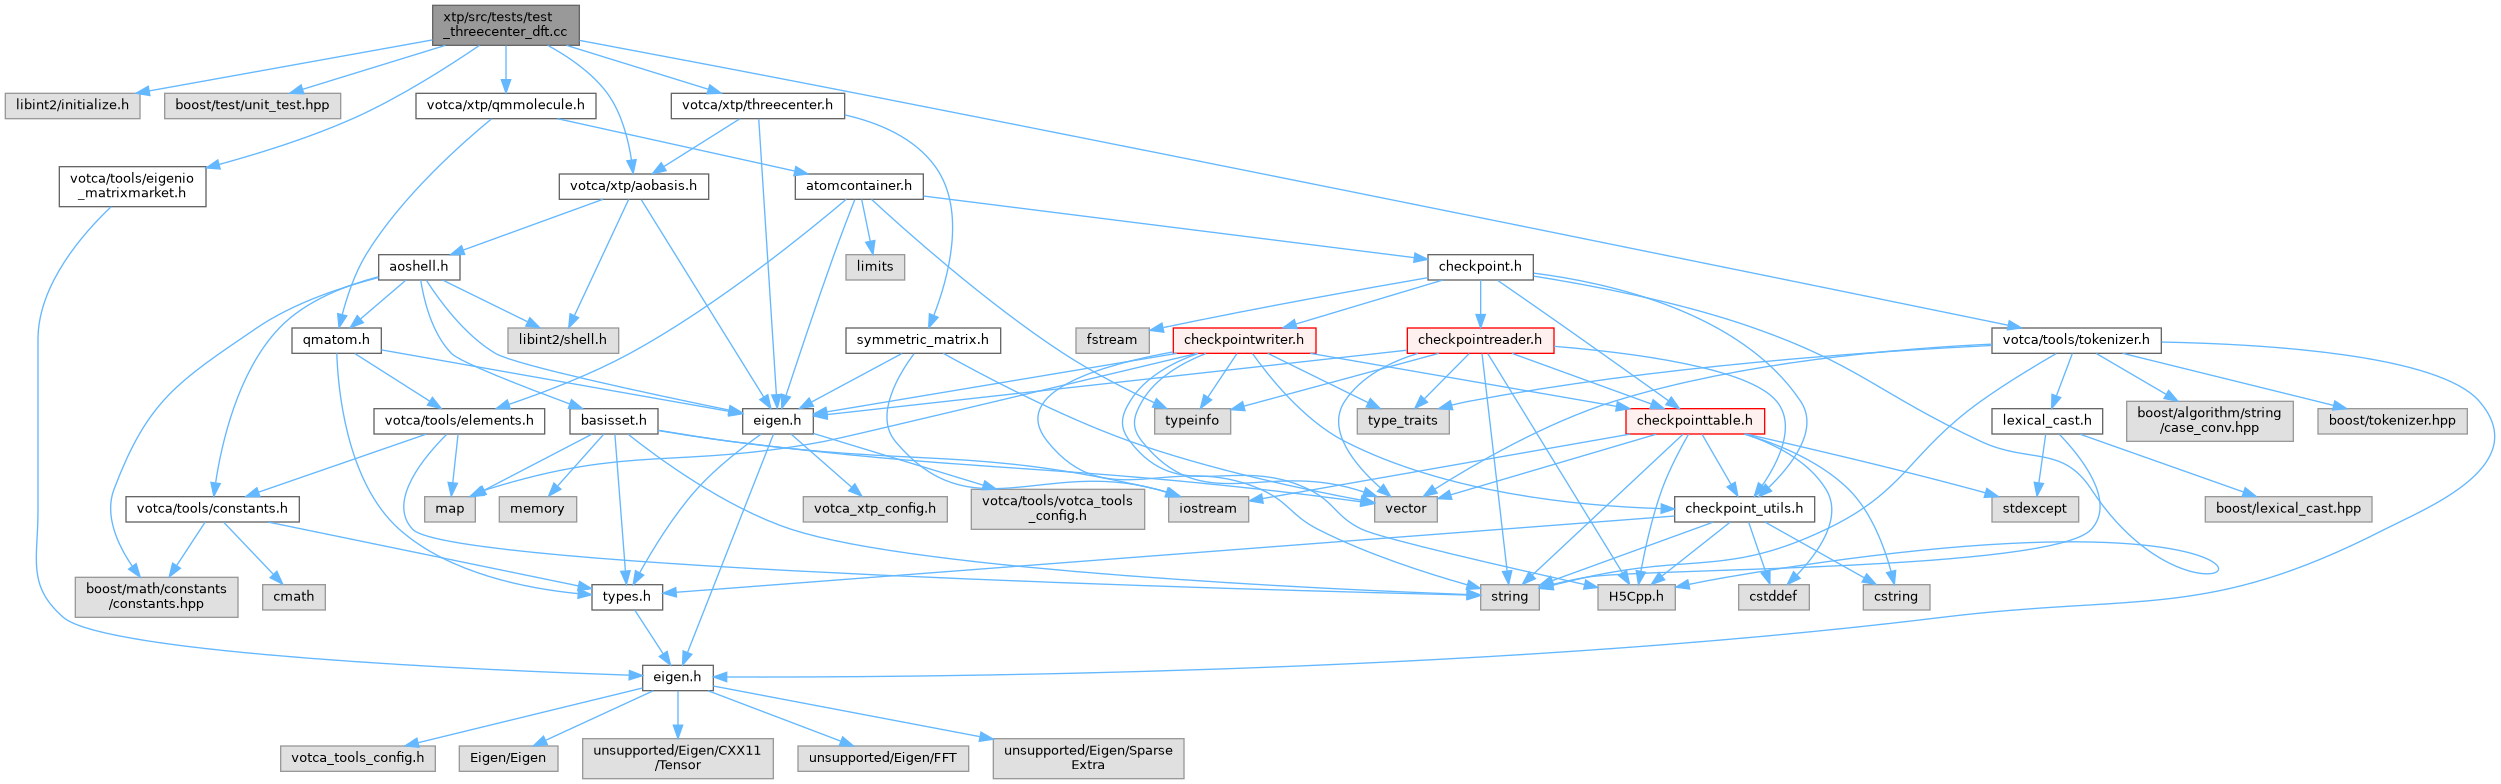 xtp/src/tests/test
_threecenter_dft.cc
libint2/initialize.h
boost/test/unit_test.hpp
votca/xtp/qmmolecule.h
votca/xtp/threecenter.h
votca/tools/eigenio
_matrixmarket.h
votca/xtp/aobasis.h
atomcontainer.h
aoshell.h
limits
checkpoint.h
qmatom.h
libint2/shell.h
symmetric_matrix.h
fstream
checkpointwriter.h
checkpointreader.h
votca/tools/tokenizer.h
votca/tools/elements.h
basisset.h
eigen.h
typeinfo
type_traits
checkpointtable.h
lexical_cast.h
boost/algorithm/string
/case_conv.hpp
boost/tokenizer.hpp
votca/tools/constants.h
map
memory
votca_xtp_config.h
votca/tools/votca_tools
_config.h
iostream
vector
checkpoint_utils.h
stdexcept
boost/lexical_cast.hpp
boost/math/constants
/constants.hpp
cmath
types.h
string
H5Cpp.h
cstddef
cstring
eigen.h
votca_tools_config.h
Eigen/Eigen
unsupported/Eigen/CXX11
/Tensor
unsupported/Eigen/FFT
unsupported/Eigen/Sparse
Extra